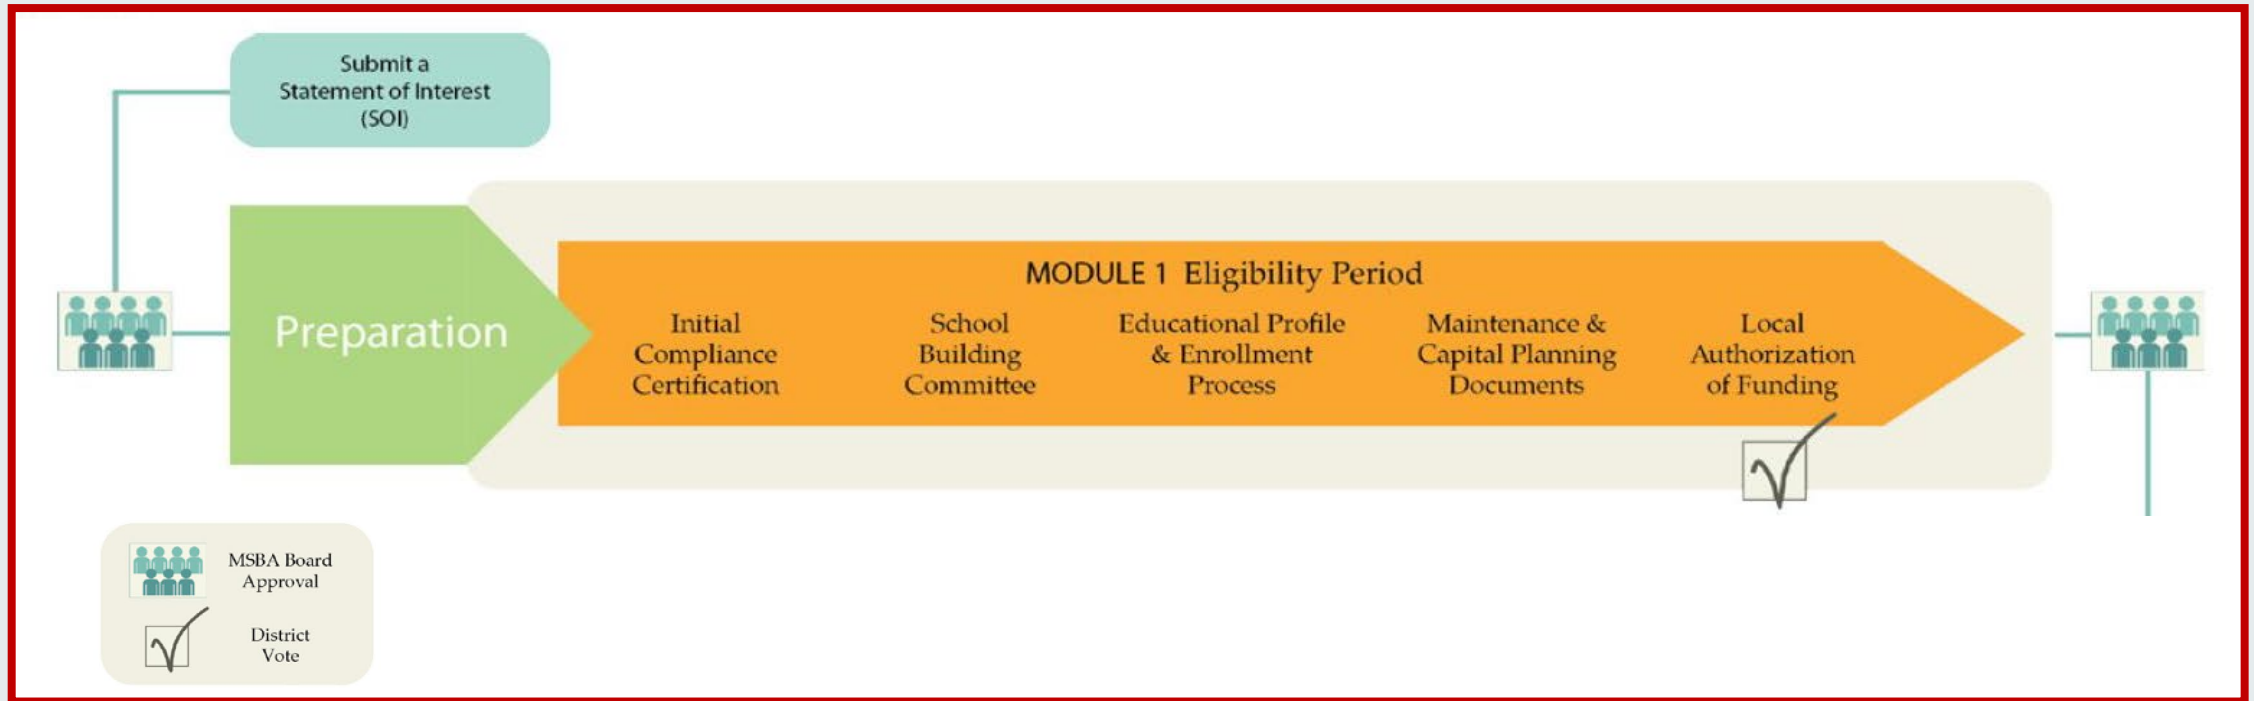 Submit a
Statement of Interest
(SOI)
Preparation
MODULE 1 Eligibility Period
Initial
Compliance
Certification
School
Building
Committee
Educational Profile
& Enrollment
Process
Maintenance &
Capital Planning
Documents
Local
Authorization
of Funding
MSBA Board
Approval
District
Vote